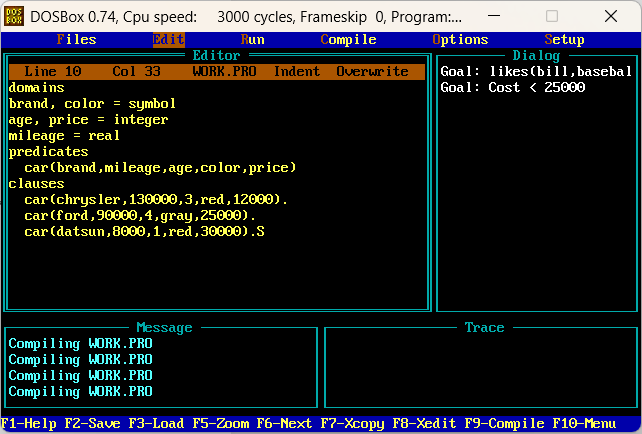 DOSBox 0.74, Cpu speed: 3000 cycles, Frameskip 0, Program:...
Files Edit Run Compile Options Setup
Editor
Line 10 Col 33 WORK.PRO Indent Overwrite
domains
brand, color = symbol
age, price = integer
mileage = real
predicates
car(brand,mileage,age,color,price)
clauses
car(chrysler,130000,3,red,12000).
car(ford,90000,4,gray,25000).
car(datsun,8000,1,red,30000).S
Dialog
Goal: likes(bill,basebal
Goal: Cost < 25000
Message
Compiling WORK.PRO
Compiling WORK.PRO
Compiling WORK.PRO
Compiling WORK.PRO
Trace
F1-Help F2-Save F3-Load F5-Zoom F6-Next F7-Xcopy F8-Xedit F9-Compile F10-Menu